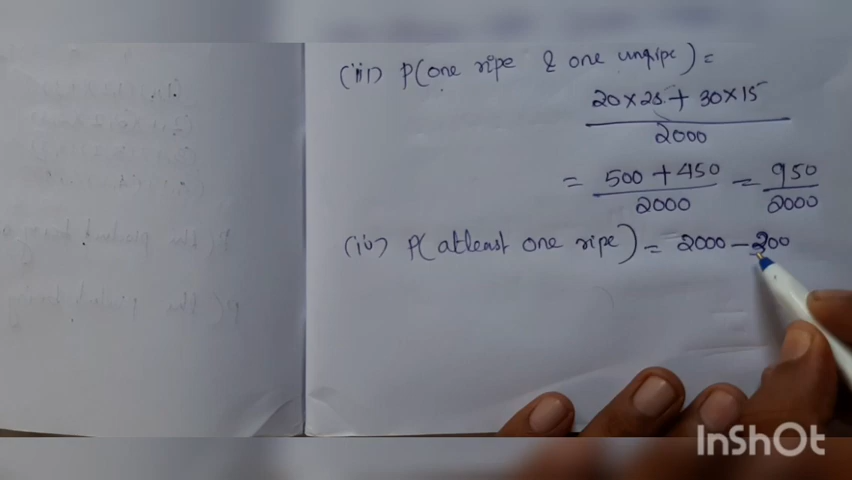 (iii) P(one ripe & one unripe) =
20×25 + 30×15
2000
= 500 + 450 / 2000 = 950 / 2000
(iv) P(atleast one ripe) = 2000 - 300
InShOt